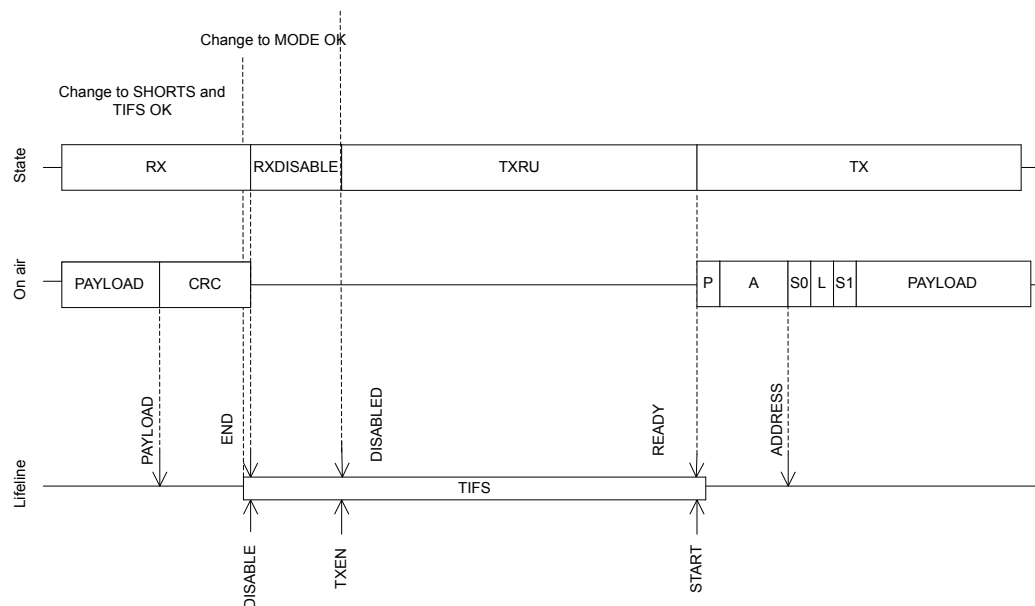 Change to MODE OK
Change to SHORTS and
TIFS OK
State
RX
RXDISABLE
TXRU
TX
On air
PAYLOAD
CRC
P
A
S0
L
S1
PAYLOAD
PAYLOAD
END
DISABLED
READY
ADDRESS
Lifeline
TIFS
DISABLE
TXEN
START